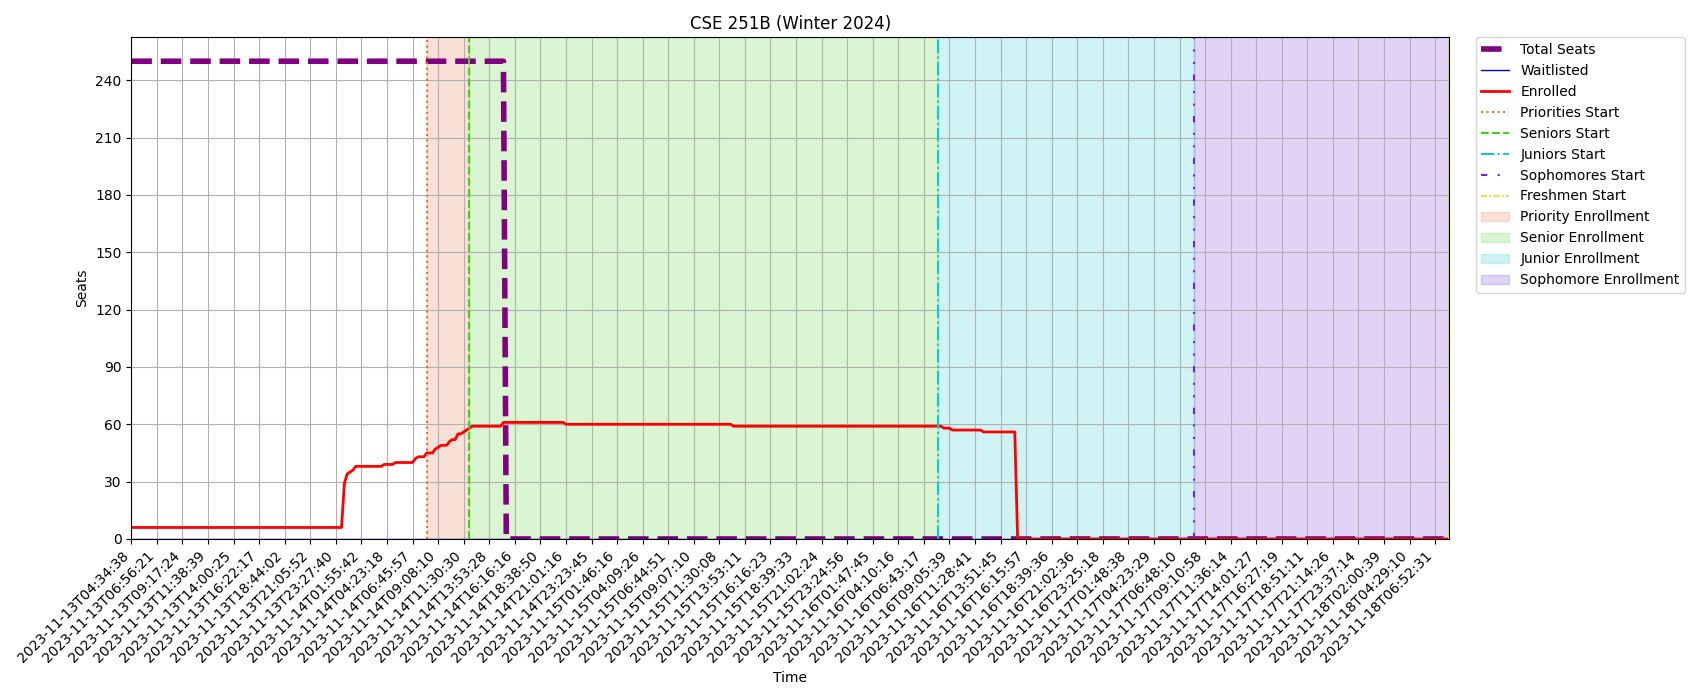 CSE 251B (Winter 2024)
Seats
240
210
180
150
120
90
60
30
0
2023-11-13T04:34:38
2023-11-13T06:56:21
2023-11-13T09:17:24
2023-11-13T11:38:39
2023-11-13T14:00:25
2023-11-13T16:22:17
2023-11-13T18:44:02
2023-11-13T21:05:52
2023-11-13T23:27:40
2023-11-14T01:55:42
2023-11-14T04:23:18
2023-11-14T06:45:57
2023-11-14T09:08:10
2023-11-14T11:30:30
2023-11-14T13:53:28
2023-11-14T16:16:16
2023-11-14T18:38:50
2023-11-14T21:01:16
2023-11-14T23:23:45
2023-11-15T01:46:16
2023-11-15T04:09:26
2023-11-15T06:44:51
2023-11-15T09:07:10
2023-11-15T11:30:08
2023-11-15T13:53:11
2023-11-15T16:16:23
2023-11-15T18:39:33
2023-11-15T21:02:24
2023-11-15T23:24:56
2023-11-16T01:47:45
2023-11-16T04:10:16
2023-11-16T06:43:17
2023-11-16T09:05:39
2023-11-16T11:28:41
2023-11-16T13:51:45
2023-11-16T16:15:57
2023-11-16T18:39:36
2023-11-16T21:02:36
2023-11-16T23:25:18
2023-11-17T01:48:39
2023-11-17T04:23:29
2023-11-17T06:48:10
2023-11-17T09:10:58
2023-11-17T11:36:14
2023-11-17T14:01:27
2023-11-17T16:27:19
2023-11-17T18:51:11
2023-11-17T21:14:26
2023-11-17T23:37:14
2023-11-18T02:00:39
2023-11-18T04:29:10
2023-11-18T06:52:31
Time
Total Seats
Waitlisted
Enrolled
Priorities Start
Seniors Start
Juniors Start
Sophomores Start
Freshmen Start
Priority Enrollment
Senior Enrollment
Junior Enrollment
Sophomore Enrollment